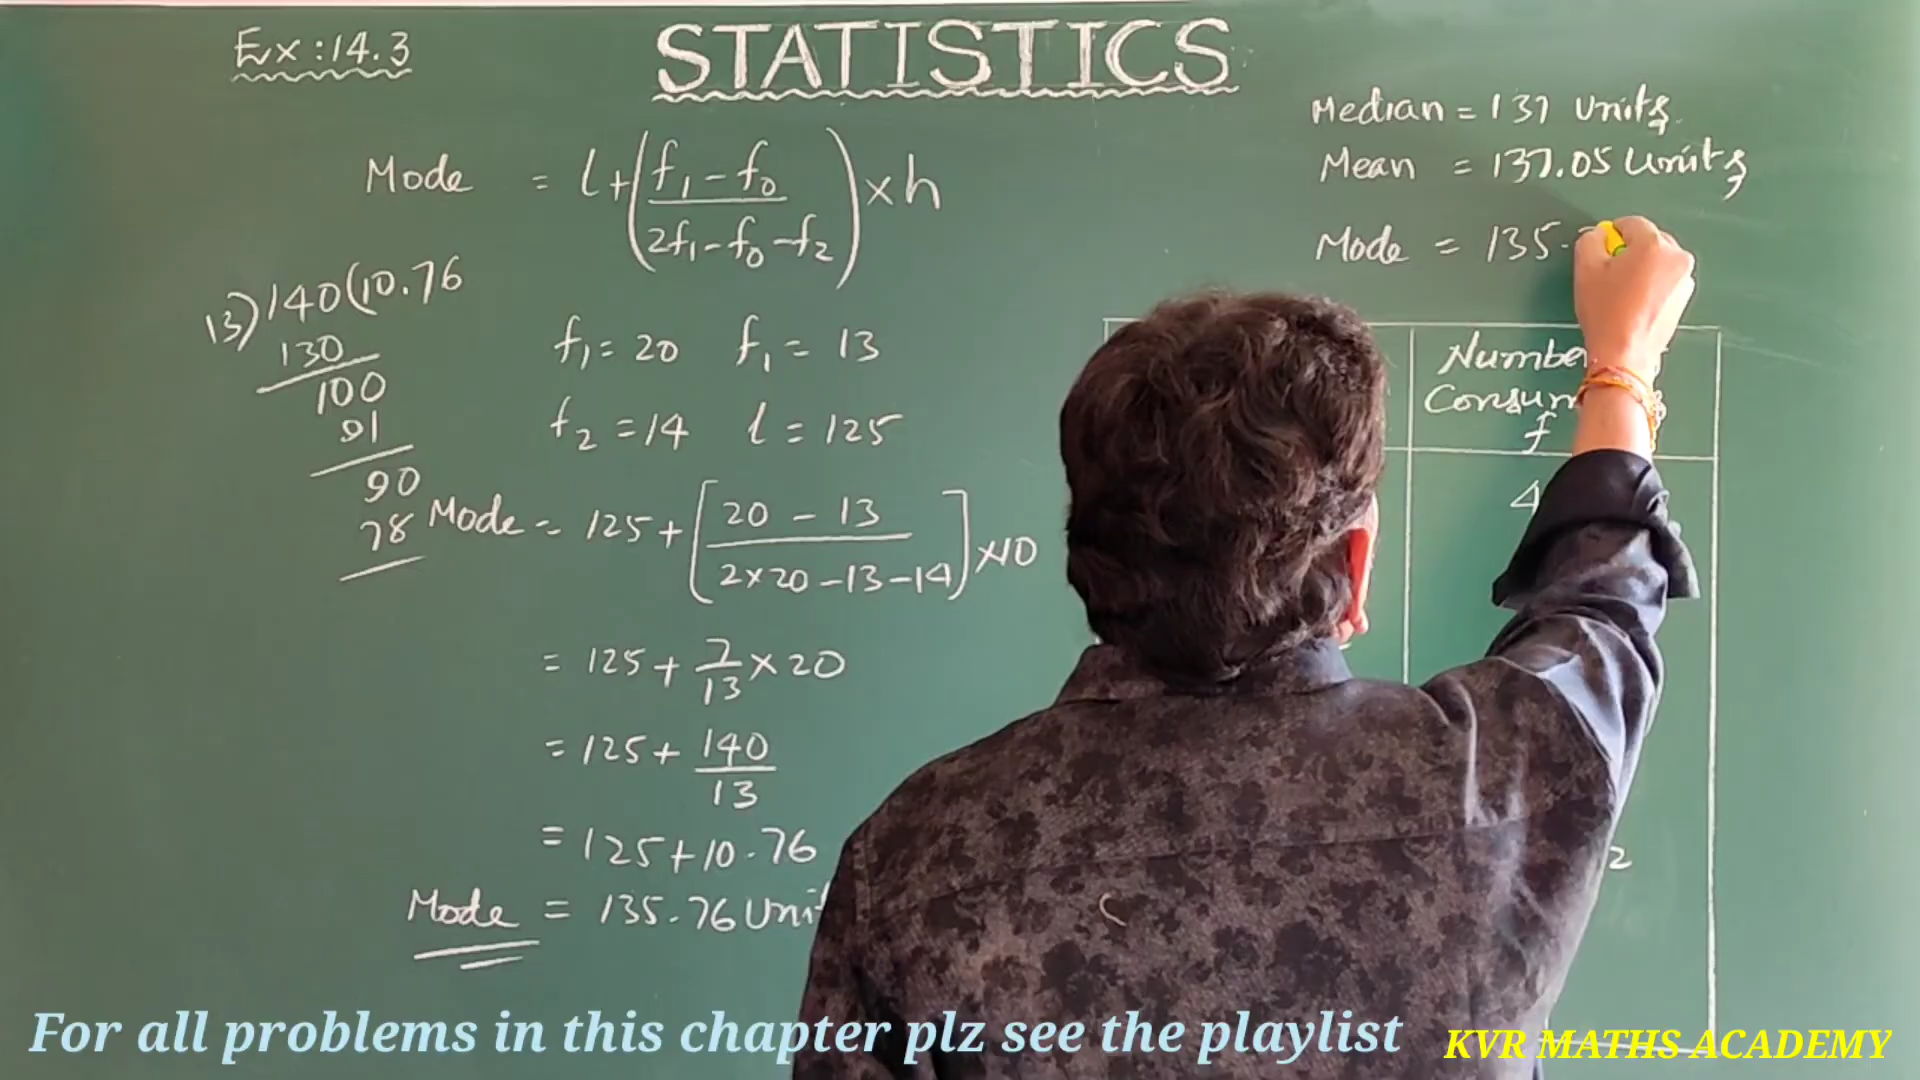 Ex:14.3
STATISTICS
Median = 137 Units
Mean = 137.05 Units
Mode = 135.
Mode = l+(f1-f0/2f1-f0-f2)×h
13)140(10.76
130
100
91
90
78
f1=20 f1=13
f2=14 l=125
Mode = 125+[20-13/2×20-13-14]×10
= 125+7/13×20
= 125+140/13
= 125+10.76
Mode = 135.76 Unit
Number
f
4
2
For all problems in this chapter plz see the playlist
KVR MATHS ACADEMY